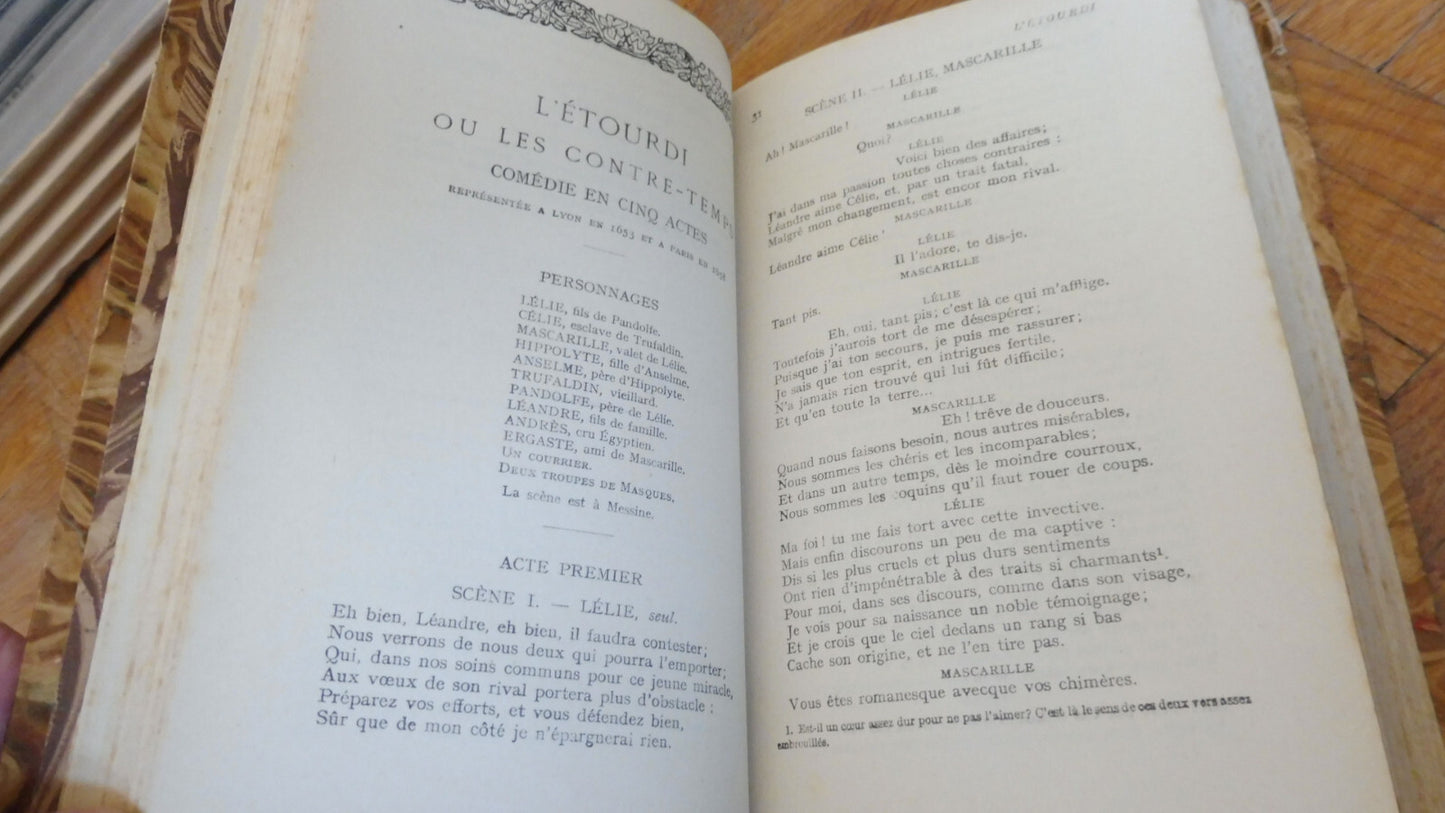 L'ÉTOURDI
OU LES CONTRE-TEMPS
COMÉDIE EN CINQ ACTES
REPRÉSENTÉE A LYON EN 1653 ET A PARIS EN 1658
PERSONNAGES
LÉLIE, fils de Pandolfe.
CÉLIE, esclave de Trufaldin.
MASCARILLE, valet de Lélie.
HIPPOLYTE, fille d'Anselme.
ANSELME, père d'Hippolyte.
TRUFALDIN, vieillard.
PANDOLFE, père de Lélie.
LÉANDRE, fils de famille.
ANDRÈS, cru Égyptien.
ERGASTE, ami de Mascarille.
UN COURRIER.
DEUX TROUPES DE MASQUES.
La scène est à Messine.
ACTE PREMIER
SCÈNE I. — LÉLIE, seul.
Eh bien, Léandre, eh bien, il faudra contester;
Nous verrons de nous deux qui pourra l'emporter;
Qui, dans nos soins communs pour ce jeune miracle,
Aux vœux de son rival portera plus d'obstacle :
Préparez vos efforts, et vous défendez bien,
Sûr que de mon côté je n'épargnerai rien.
L'ÉTOURDI
31
SCÈNE II. — LÉLIE, MASCARILLE
LÉLIE
Ah! Mascarille!
MASCARILLE
Quoi?
LÉLIE
Voici bien des affaires;
J'ai dans ma passion toutes choses contraires :
Léandre aime Célie, et, par un trait fatal,
Malgré mon changement, est encor mon rival.
MASCARILLE
Léandre aime Célie!
LÉLIE
Il l'adore, te dis-je.
MASCARILLE
Tant pis.
LÉLIE
Eh, oui, tant pis; c'est là ce qui m'afflige.
Toutefois j'aurois tort de me désespérer;
Puisque j'ai ton secours, je puis me rassurer;
Je sais que ton esprit, en intrigues fertile,
N'a jamais rien trouvé qui lui fût difficile;
Et qu'en toute la terre...
MASCARILLE
Eh! trêve de douceurs.
Quand nous faisons besoin, nous autres misérables,
Nous sommes les chéris et les incomparables;
Et dans un autre temps, dès le moindre courroux,
Nous sommes les coquins qu'il faut rouer de coups.
LÉLIE
Ma foi! tu me fais tort avec cette invective.
Mais enfin discourons un peu de ma captive :
Dis si les plus cruels et plus durs sentiments
Ont rien d'impénétrable à des traits si charmants¹.
Pour moi, dans ses discours, comme dans son visage,
Je vois pour sa naissance un noble témoignage;
Et je crois que le ciel dedans un rang si bas
Cache son origine, et ne l'en tire pas.
MASCARILLE
Vous êtes romanesque avecque vos chimères.
1. Est-il un cœur assez dur pour ne pas l'aimer? C'est là le sens de ces deux vers assez
embrouillés.